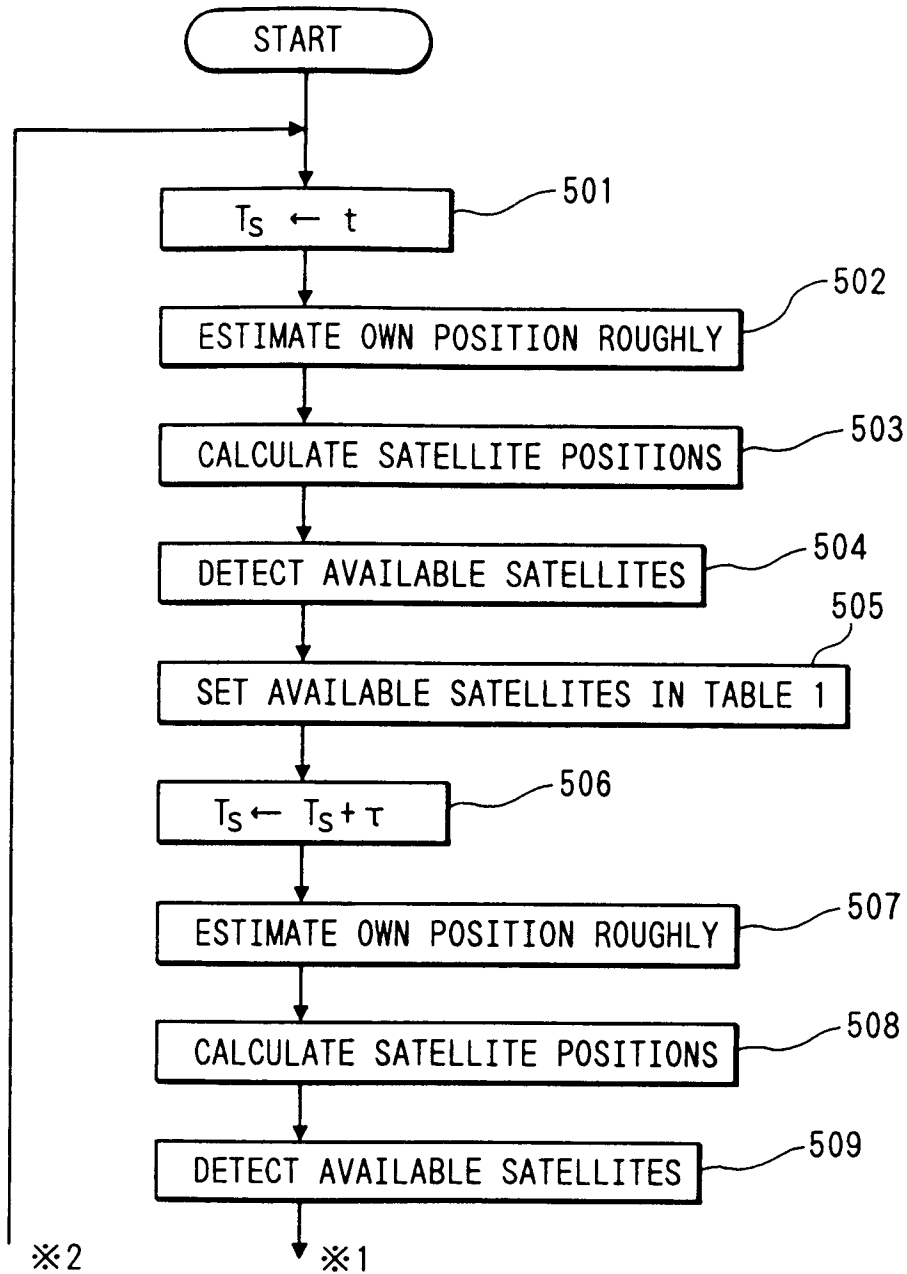 START
501
Ts ← t
502
ESTIMATE OWN POSITION ROUGHLY
503
CALCULATE SATELLITE POSITIONS
504
DETECT AVAILABLE SATELLITES
505
SET AVAILABLE SATELLITES IN TABLE 1
506
Ts ← Ts + τ
507
ESTIMATE OWN POSITION ROUGHLY
508
CALCULATE SATELLITE POSITIONS
509
DETECT AVAILABLE SATELLITES
※2
※1